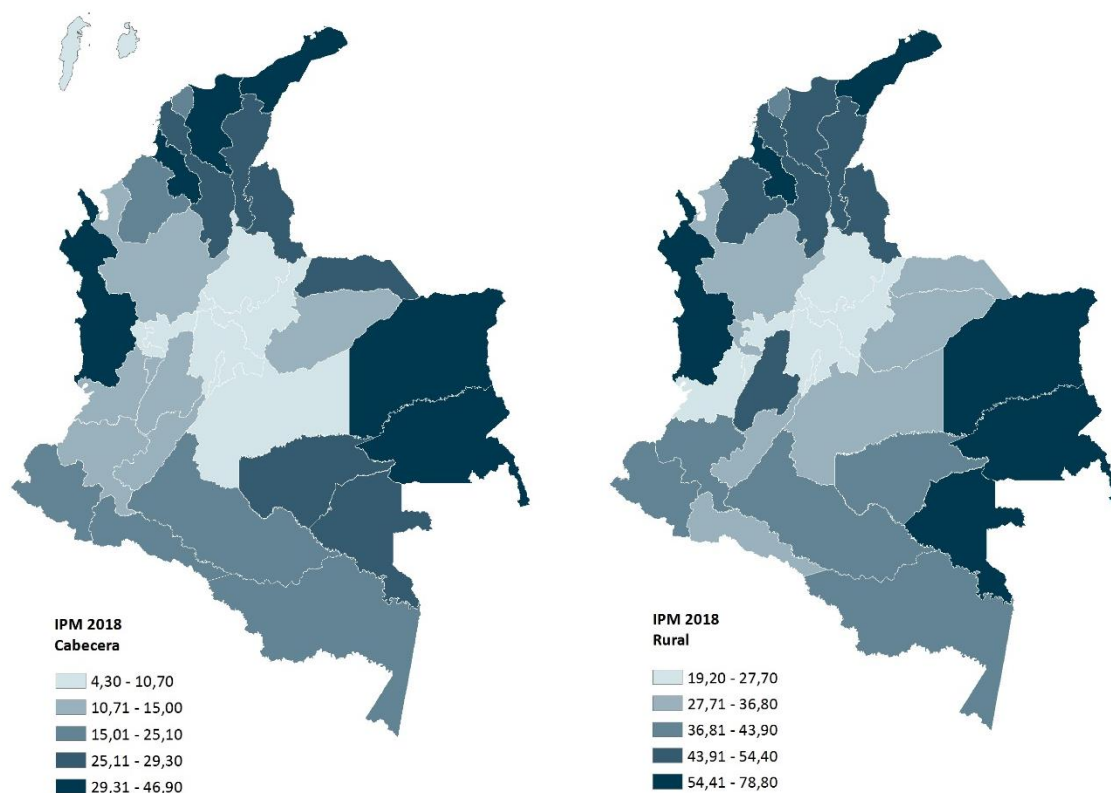 IPM 2018
Cabecera
4,30 - 10,70
10,71 - 15,00
15,01 - 25,10
25,11 - 29,30
29,31 - 46,90
IPM 2018
Rural
19,20 - 27,70
27,71 - 36,80
36,81 - 43,90
43,91 - 54,40
54,41 - 78,80